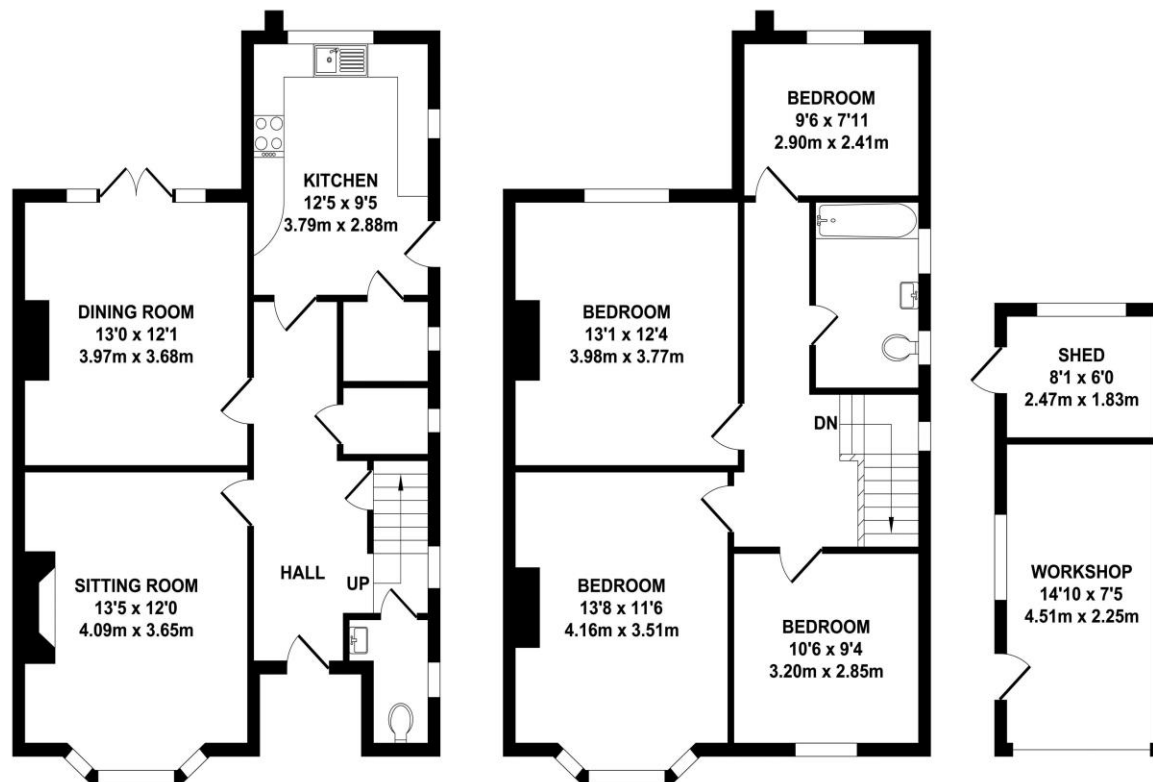 KITCHEN
12'5 x 9'5
3.79m x 2.88m
DINING ROOM
13'0 x 12'1
3.97m x 3.68m
SITTING ROOM
13'5 x 12'0
4.09m x 3.65m
HALL
UP
BEDROOM
9'6 x 7'11
2.90m x 2.41m
BEDROOM
13'1 x 12'4
3.98m x 3.77m
DN
BEDROOM
13'8 x 11'6
4.16m x 3.51m
BEDROOM
10'6 x 9'4
3.20m x 2.85m
SHED
8'1 x 6'0
2.47m x 1.83m
WORKSHOP
14'10 x 7'5
4.51m x 2.25m